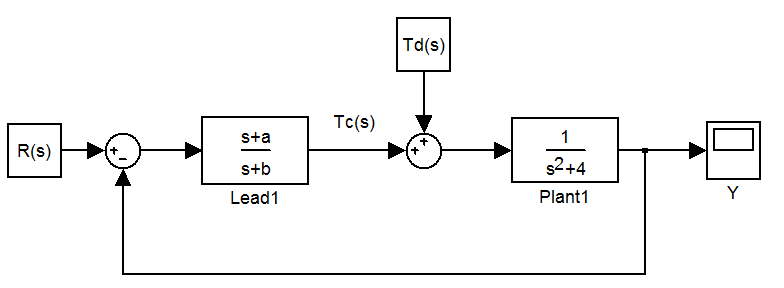 Td(s)
R(s)
+
−
s+a
s+b
Lead1
Tc(s)
+
+
1
s2+4
Plant1
Y